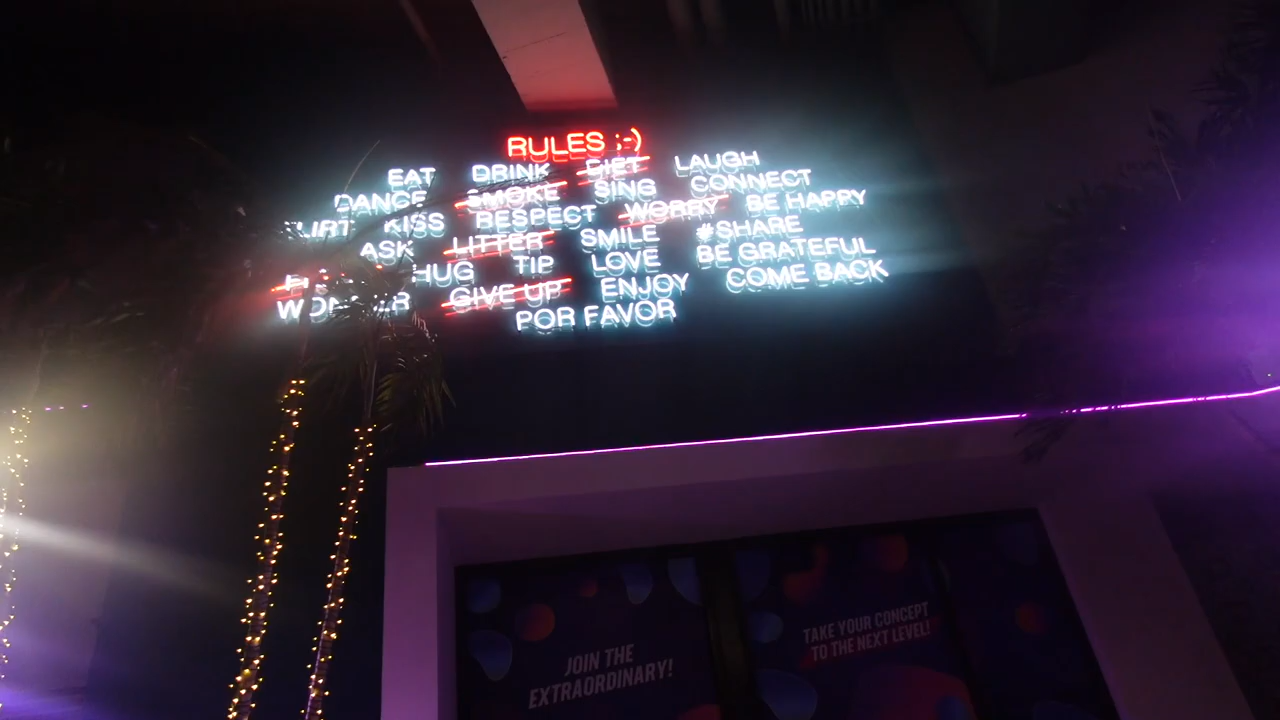 RULES ;-)
EAT DRINK DIET LAUGH
DANCE SMOKE SING CONNECT
FLIRT KISS RESPECT WORRY BE HAPPY
ASK LITTER SMILE #SHARE
HUG TIP LOVE BE GRATEFUL
WONDER GIVE UP ENJOY COME BACK
POR FAVOR
JOIN THE
EXTRAORDINARY!
TAKE YOUR CONCEPT
TO THE NEXT LEVEL!